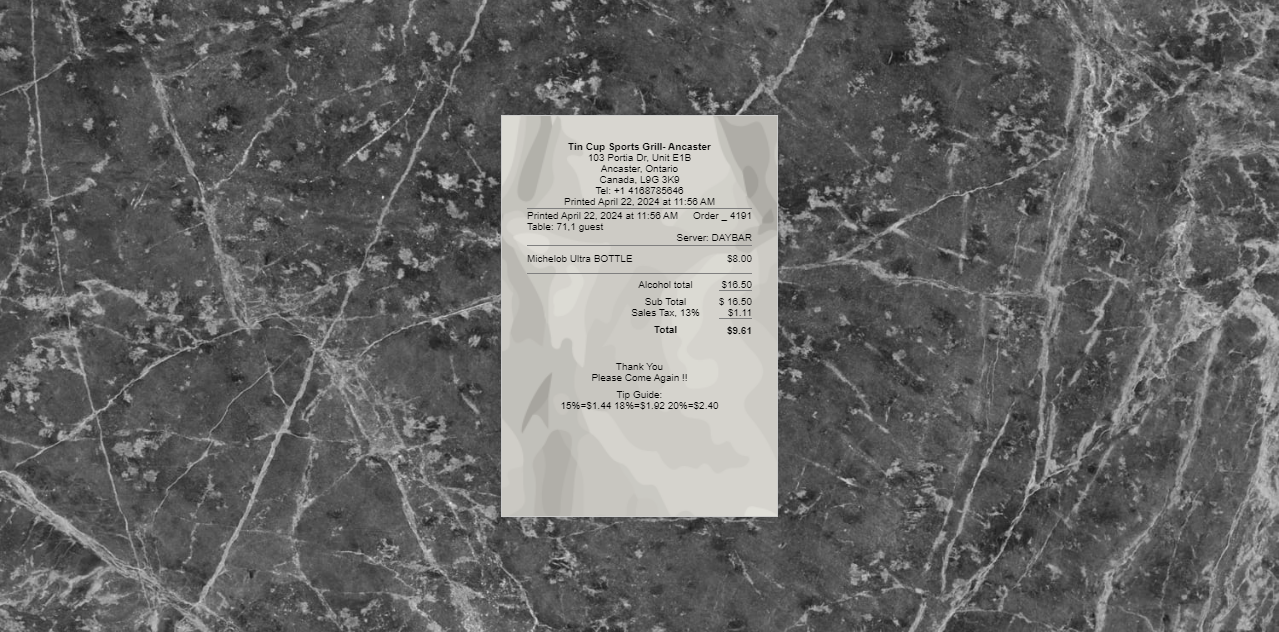 Tin Cup Sports Grill- Ancaster
103 Portia Dr, Unit E1B
Ancaster, Ontario
Canada, L9G 3K9
Tel: +1 4168785646
Printed April 22, 2024 at 11:56 AM
Printed April 22, 2024 at 11:56 AM Order _ 4191
Table: 71,1 guest
Server: DAYBAR
Michelob Ultra BOTTLE $8.00
Alcohol total $16.50
Sub Total $ 16.50
Sales Tax, 13% $1.11
Total $9.61
Thank You
Please Come Again !!
Tip Guide:
15%=$1.44 18%=$1.92 20%=$2.40